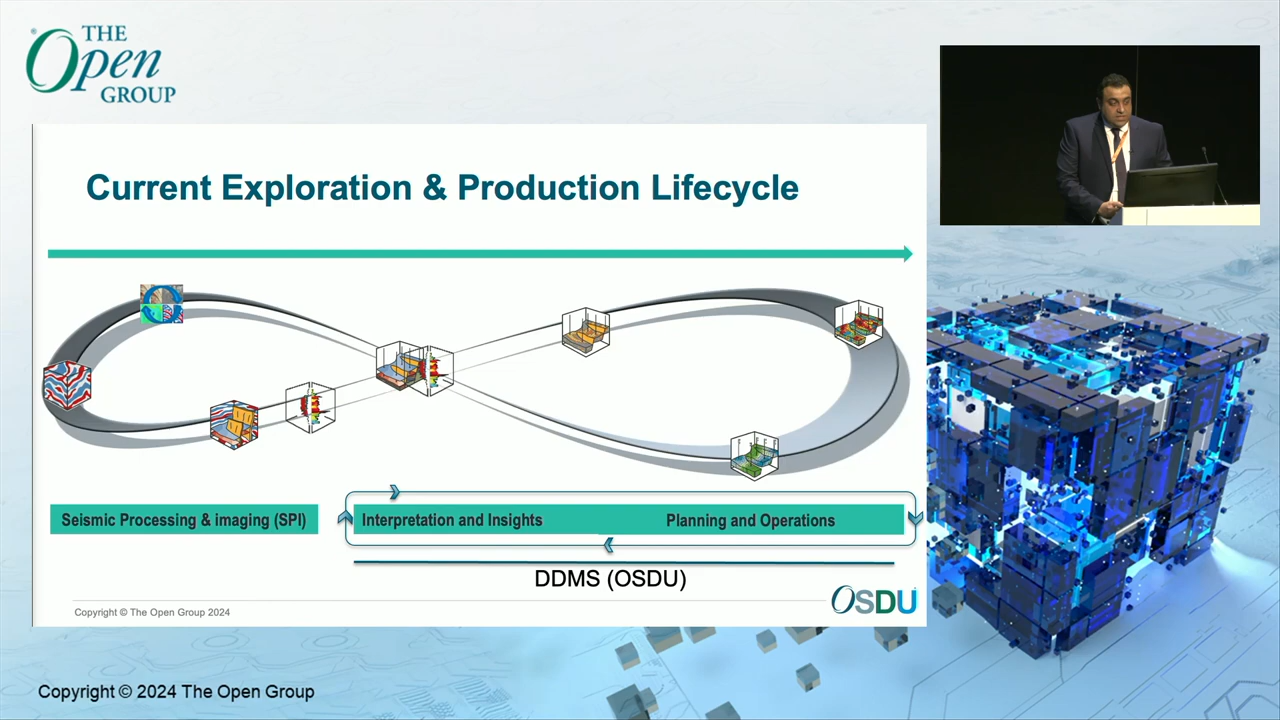 THE
Open
GROUP
Current Exploration & Production Lifecycle
Seismic Processing & imaging (SPI)
Interpretation and Insights
Planning and Operations
DDMS (OSDU)
Copyright © The Open Group 2024
OSDU
Copyright © 2024 The Open Group